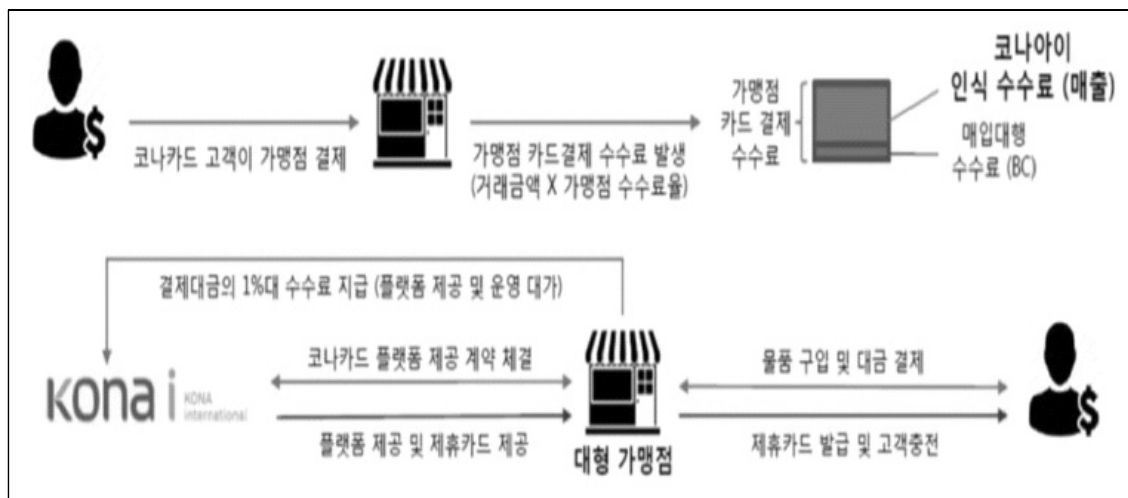 코나카드 고객이 가맹점 결제
가맹점 카드결제 수수료 발생
(거래금액 X 가맹점 수수료율)
가맹점
카드 결제
수수료
코나아이
인식 수수료 (매출)
매입대행
수수료 (BC)
결제대금의 1%대 수수료 지급 (플랫폼 제공 및 운영 대가)
코나카드 플랫폼 제공 계약 체결
물품 구입 및 대금 결제
kona i KONA
international
플랫폼 제공 및 제휴카드 제공
대형 가맹점
제휴카드 발급 및 고객충전